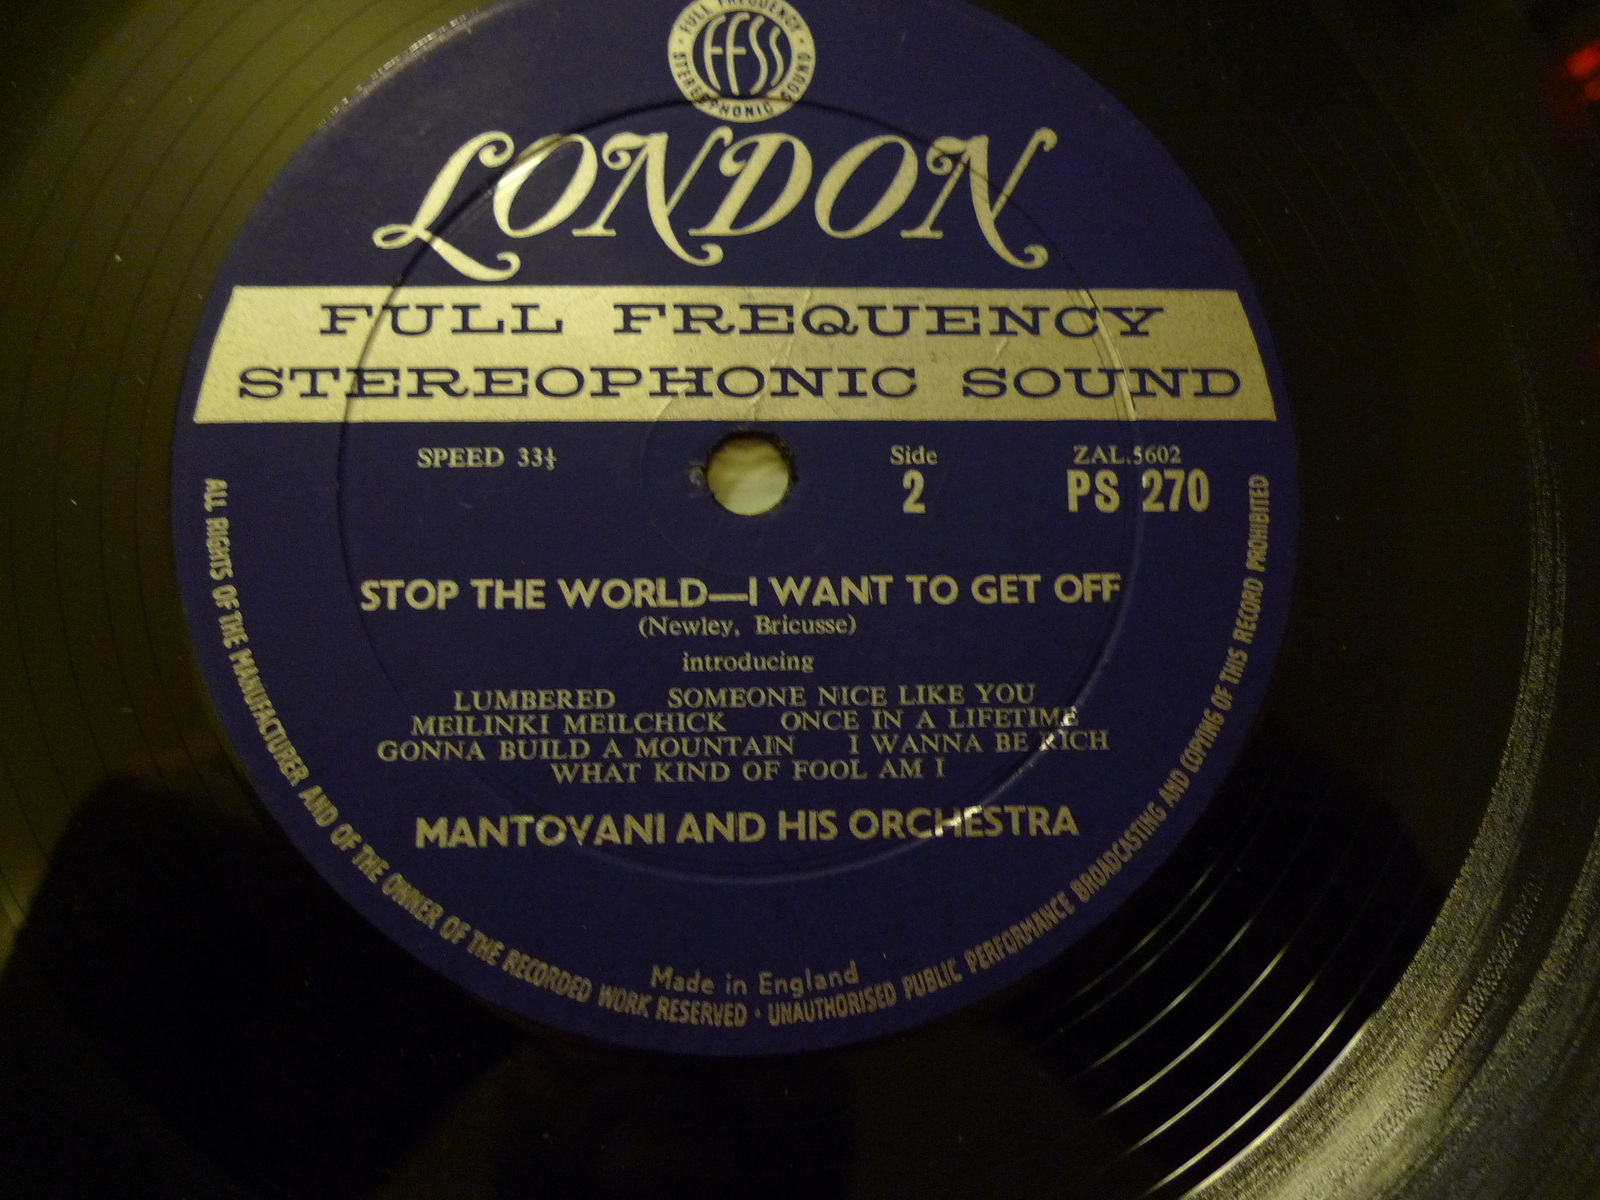 FULL FREQUENCY
STEREOPHONIC SOUND
FFSS
LONDON
FULL FREQUENCY
STEREOPHONIC SOUND
SPEED 33⅓
Side
2
ZAL.5602
PS 270
STOP THE WORLD—I WANT TO GET OFF
(Newley, Bricusse)
introducing
LUMBERED SOMEONE NICE LIKE YOU
MEILINKI MEILCHICK ONCE IN A LIFETIME
GONNA BUILD A MOUNTAIN I WANNA BE RICH
WHAT KIND OF FOOL AM I
MANTOVANI AND HIS ORCHESTRA
Made in England
ALL RIGHTS OF THE MANUFACTURER AND OF THE OWNER OF THE RECORDED WORK RESERVED · UNAUTHORISED PUBLIC PERFORMANCE BROADCASTING AND COPYING OF THIS RECORD PROHIBITED